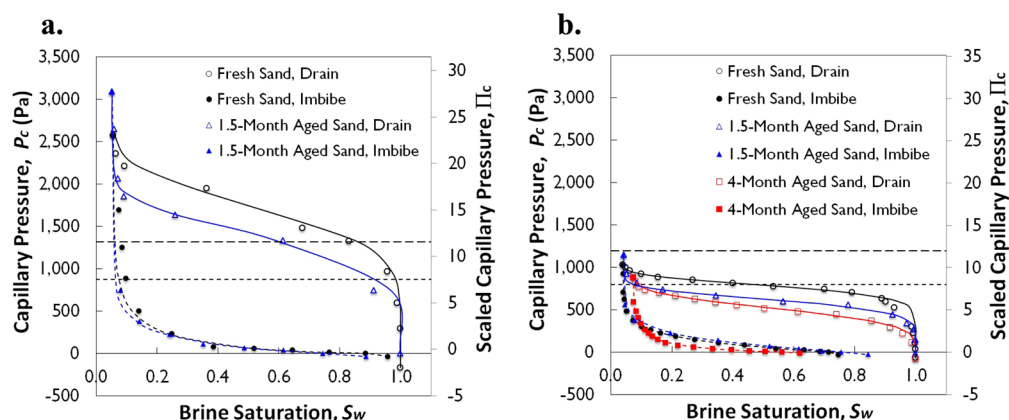 a.
Capillary Pressure, Pc (Pa)
3,500
3,000
2,500
2,000
1,500
1,000
500
0
-500
Fresh Sand, Drain
Fresh Sand, Imbibe
1.5-Month Aged Sand, Drain
1.5-Month Aged Sand, Imbibe
30
25
20
15
10
5
0
-5
Scaled Capillary Pressure, Πc
0.0 0.2 0.4 0.6 0.8 1.0
Brine Saturation, Sw
b.
Capillary Pressure, Pc (Pa)
3,500
3,000
2,500
2,000
1,500
1,000
500
0
-500
Fresh Sand, Drain
Fresh Sand, Imbibe
1.5-Month Aged Sand, Drain
1.5-Month Aged Sand, Imbibe
4-Month Aged Sand, Drain
4-Month Aged Sand, Imbibe
35
30
25
20
15
10
5
0
-5
Scaled Capillary Pressure, Πc
0.0 0.2 0.4 0.6 0.8 1.0
Brine Saturation, Sw